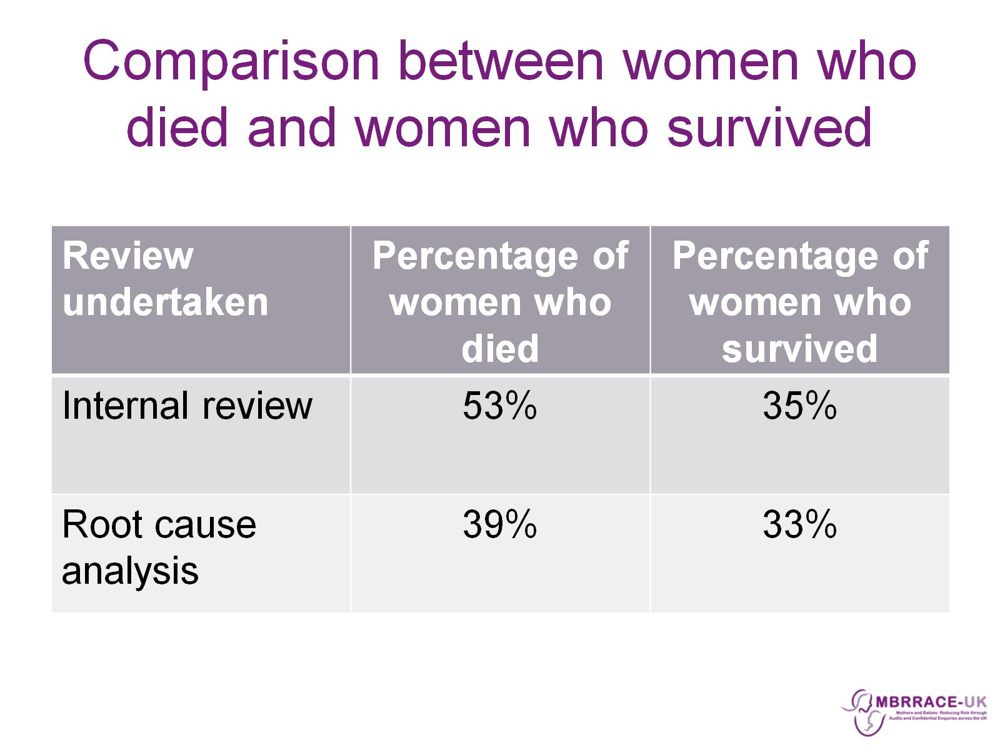 Comparison between women who
died and women who survived
Review
undertaken
Percentage of
women who
died
Percentage of
women who
survived
Internal review
53%
35%
Root cause
analysis
39%
33%
MBRRACE-UK
Mothers and Babies: Reducing Risk through
Audits and Confidential Enquiries across the UK